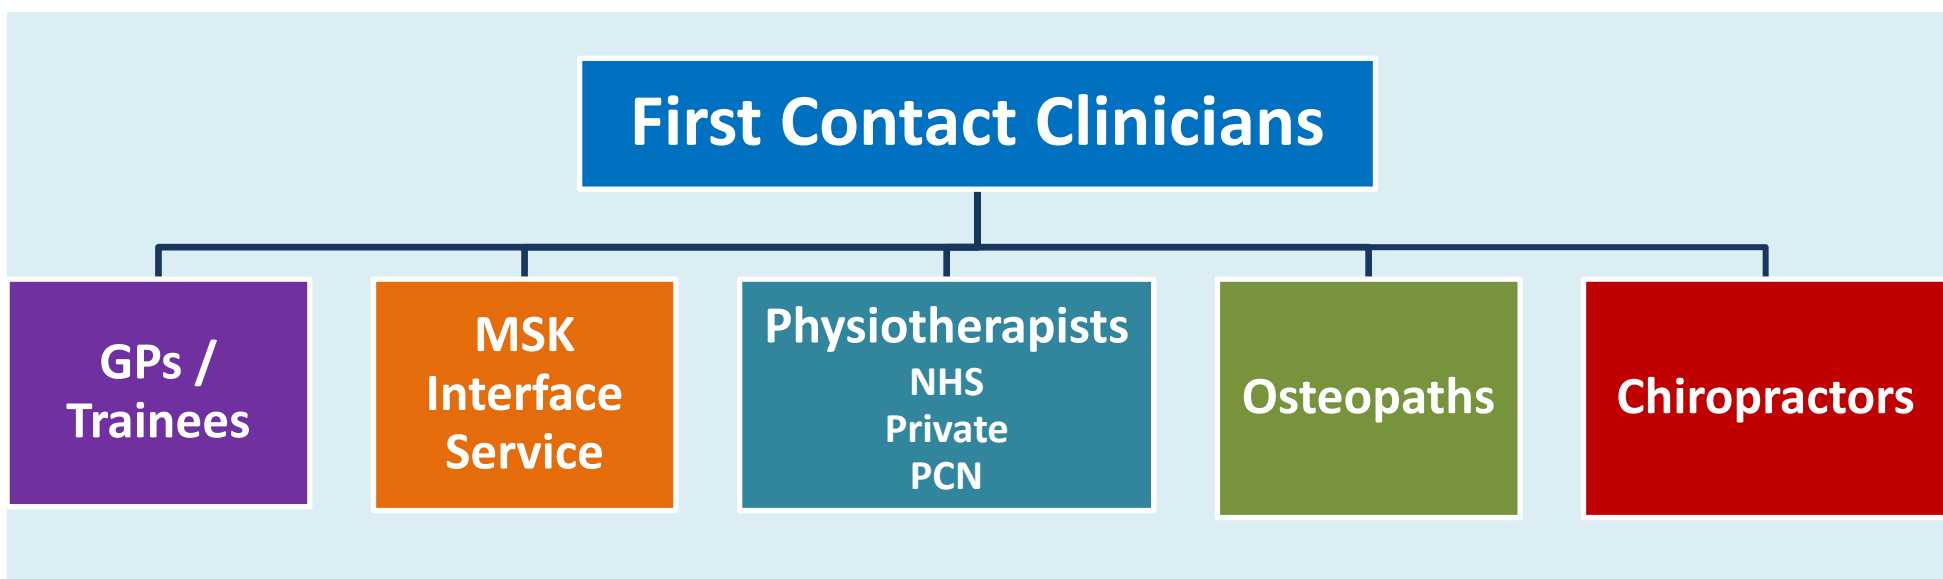 First Contact Clinicians
GPs /
Trainees
MSK
Interface
Service
Physiotherapists
NHS
Private
PCN
Osteopaths
Chiropractors